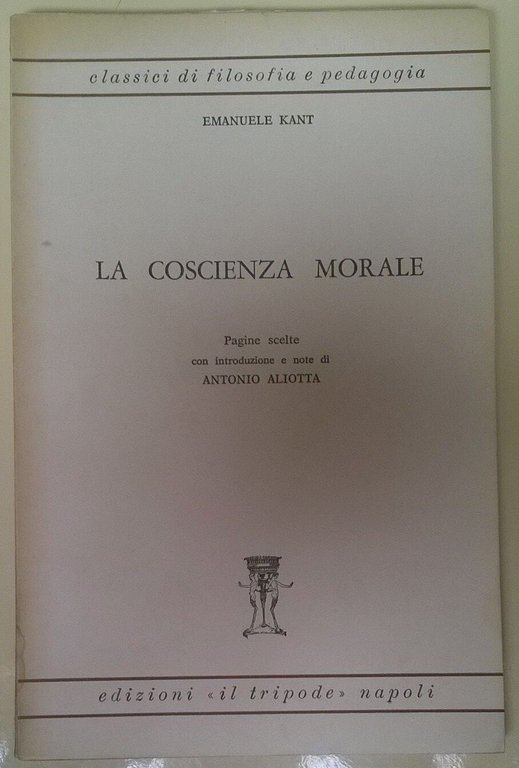 classici di filosofia e pedagogia
EMANUELE KANT
LA COSCIENZA MORALE
Pagine scelte
con introduzione e note di
ANTONIO ALIOTTA
edizioni «il tripode» napoli